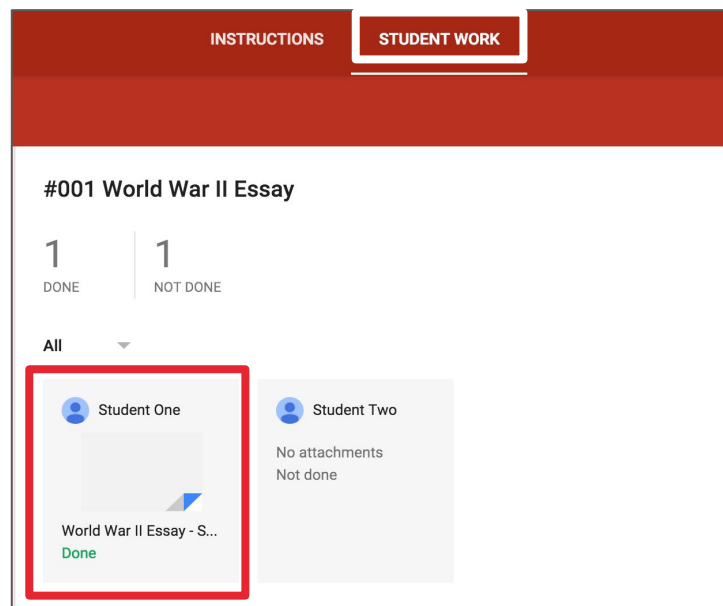 INSTRUCTIONS STUDENT WORK
#001 World War II Essay
1 1
DONE NOT DONE
All
Student One
World War II Essay - S...
Done
Student Two
No attachments
Not done